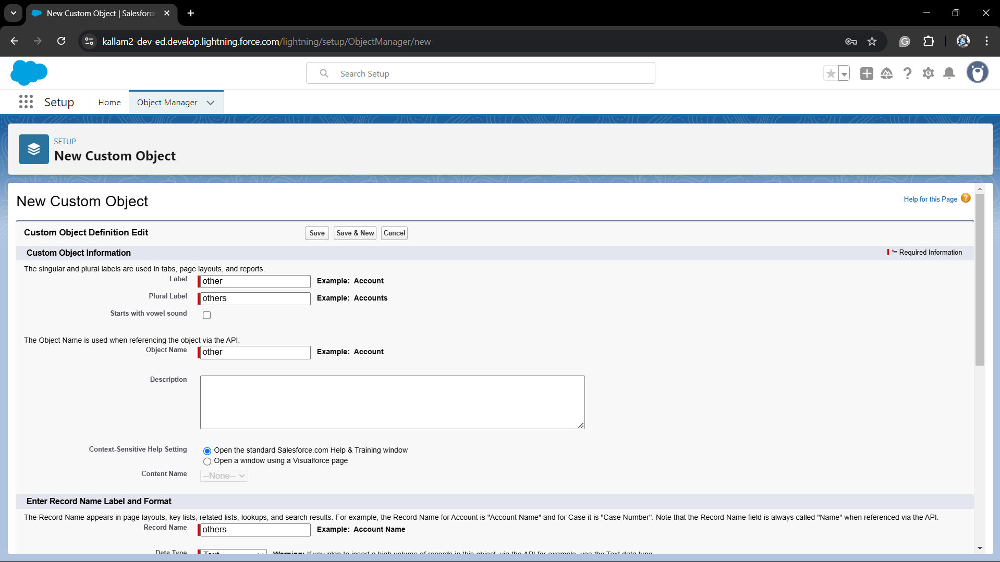 New Custom Object | Salesforce
kallam2-dev-ed.develop.lightning.force.com/lightning/setup/ObjectManager/new
Search Setup
Setup
Home
Object Manager
SETUP
New Custom Object
New Custom Object
Help for this Page
Custom Object Definition Edit
Save
Save & New
Cancel
Custom Object Information
*= Required Information
The singular and plural labels are used in tabs, page layouts, and reports.
Label
other
Example: Account
Plural Label
others
Example: Accounts
Starts with vowel sound
The Object Name is used when referencing the object via the API.
Object Name
other
Example: Account
Description
Context-Sensitive Help Setting
Open the standard Salesforce.com Help & Training window
Open a window using a Visualforce page
Content Name
--None--
Enter Record Name Label and Format
The Record Name appears in page layouts, key lists, related lists, lookups, and search results. For example, the Record Name for Account is "Account Name" and for Case it is "Case Number". Note that the Record Name field is always called "Name" when referenced via the API.
Record Name
others
Example: Account Name
Data Type
Text
Warning: If you plan to insert a high volume of records in this object, via the API for example, use the Text data type.